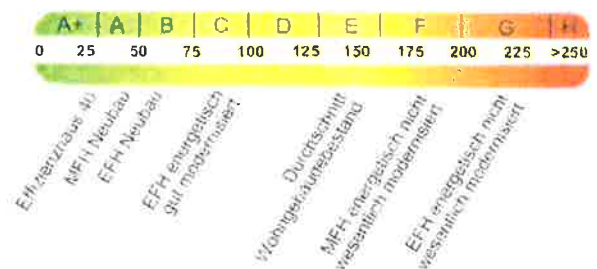 A+ A B C D E F G H
0 25 50 75 100 125 150 175 200 225 >250
Effizienzhaus 40
MFH Neubau
EFH Neubau
EFH energetisch
gut modernisiert
Durchschnitt
Wohngebäudebestand
MFH energetisch nicht
wesentlich modernisiert
EFH energetisch nicht
wesentlich modernisiert